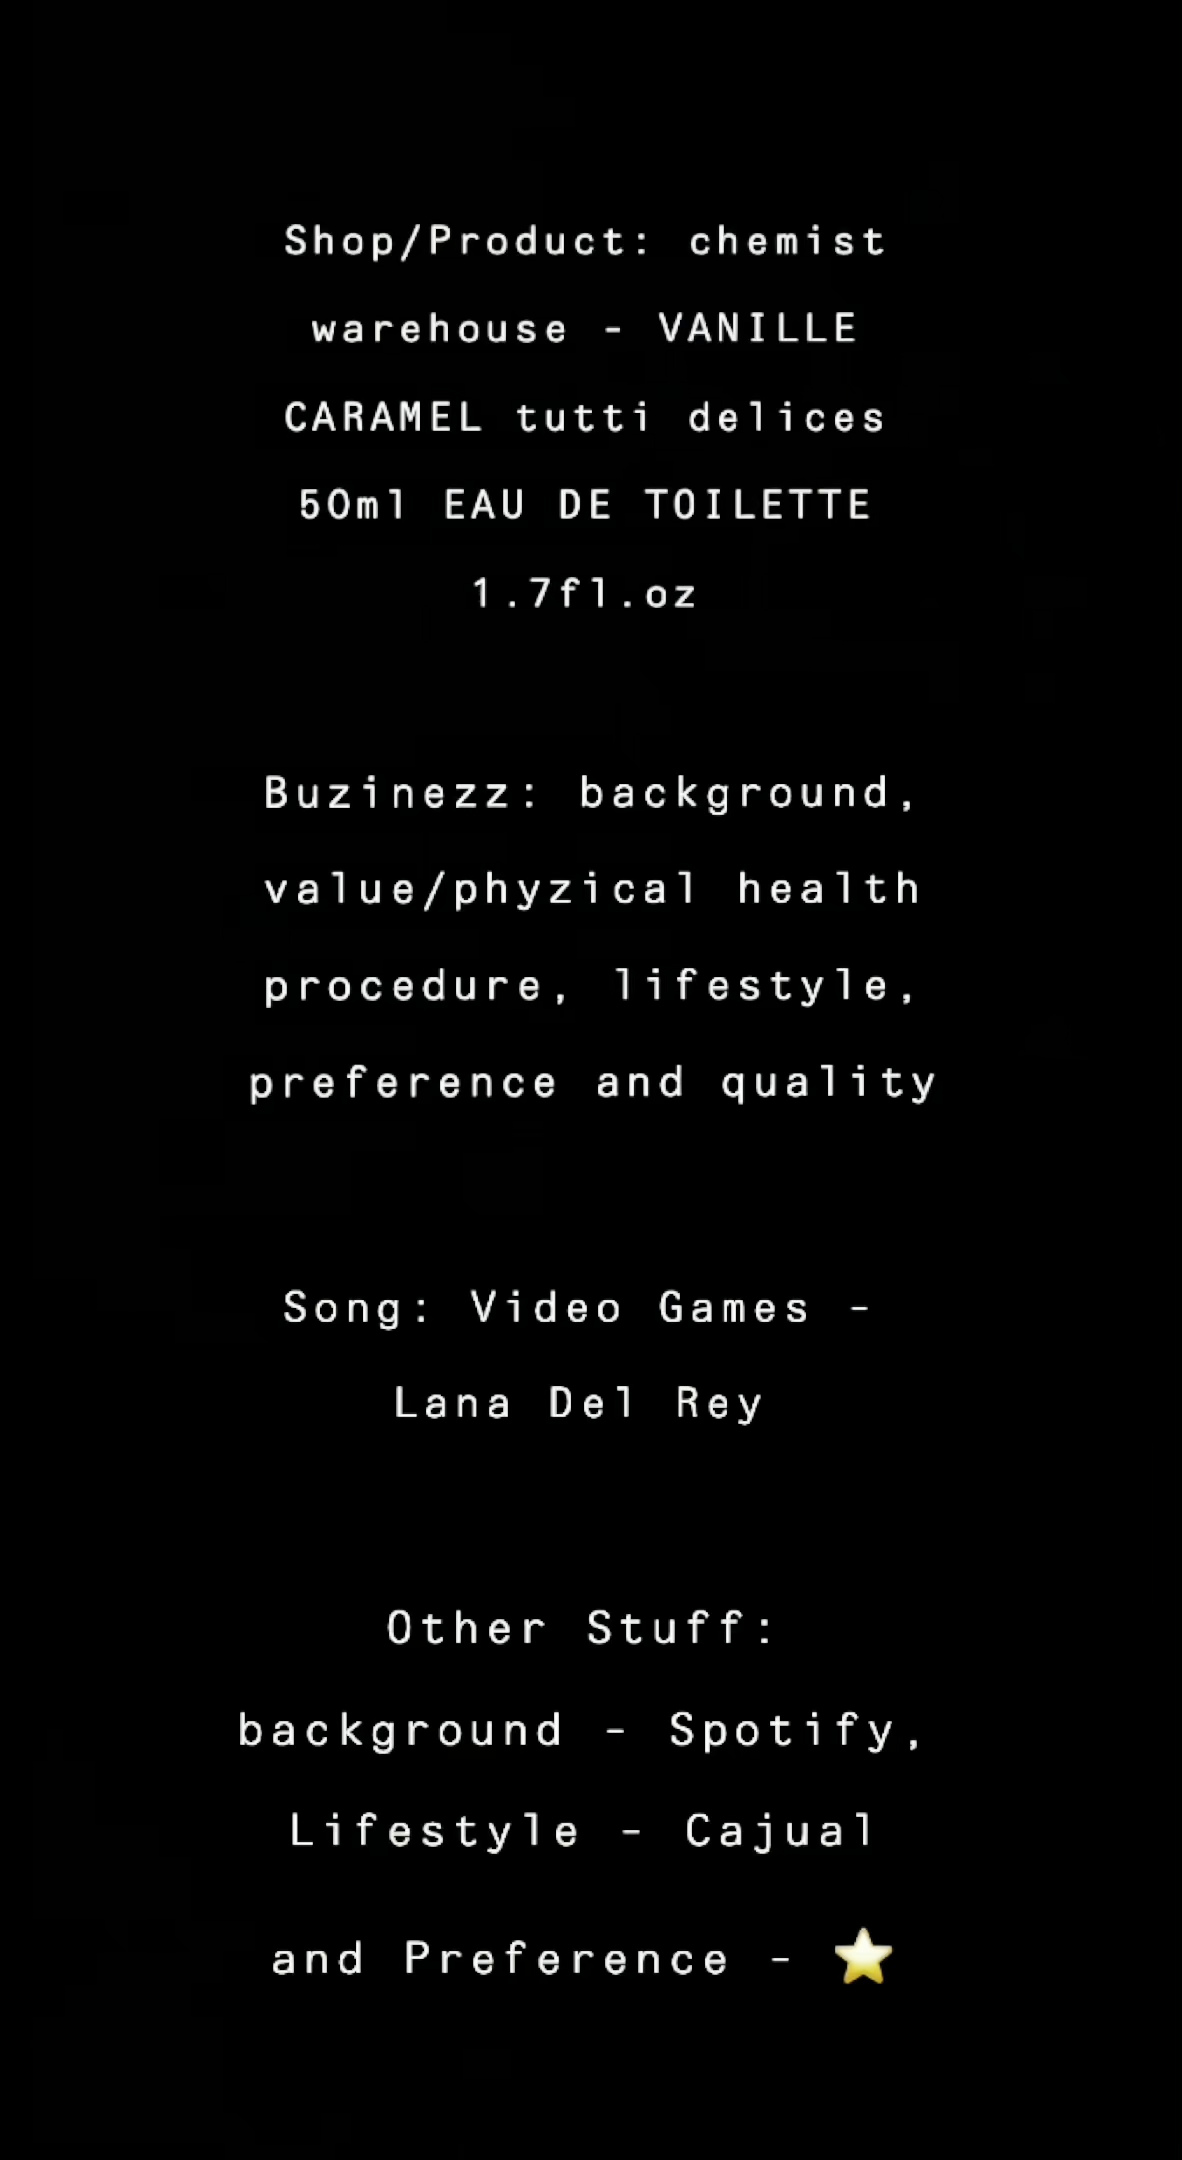 Shop/Product: chemist
warehouse - VANILLE
CARAMEL tutti delices
50ml EAU DE TOILETTE
1.7fl.oz
Buzinezz: background,
value/phyzical health
procedure, lifestyle,
preference and quality
Song: Video Games -
Lana Del Rey
Other Stuff:
background - Spotify,
Lifestyle - Cajual
and Preference - ⭐